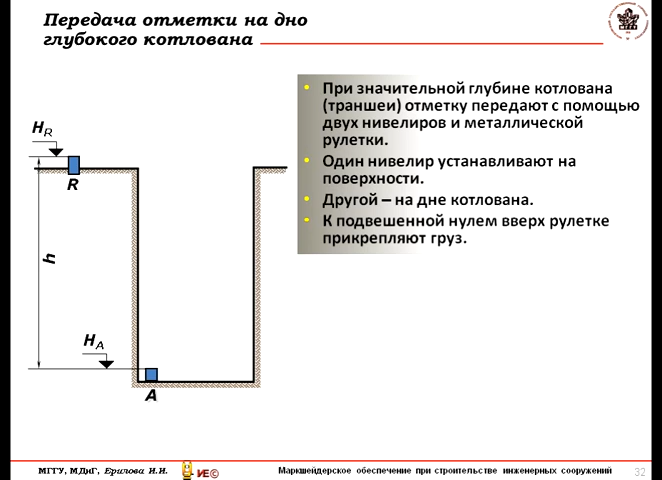 Передача отметки на дно
глубокого котлована
H_R
R
h
H_A
A
• При значительной глубине котлована
(траншеи) отметку передают с помощью
двух нивелиров и металлической
рулетки.
• Один нивелир устанавливают на
поверхности.
• Другой – на дне котлована.
• К подвешенной нулем вверх рулетке
прикрепляют груз.
МГГУ, МДиГ, Ерилова И.И.
ИЕ©
Маркшейдерское обеспечение при строительстве инженерных сооружений
32